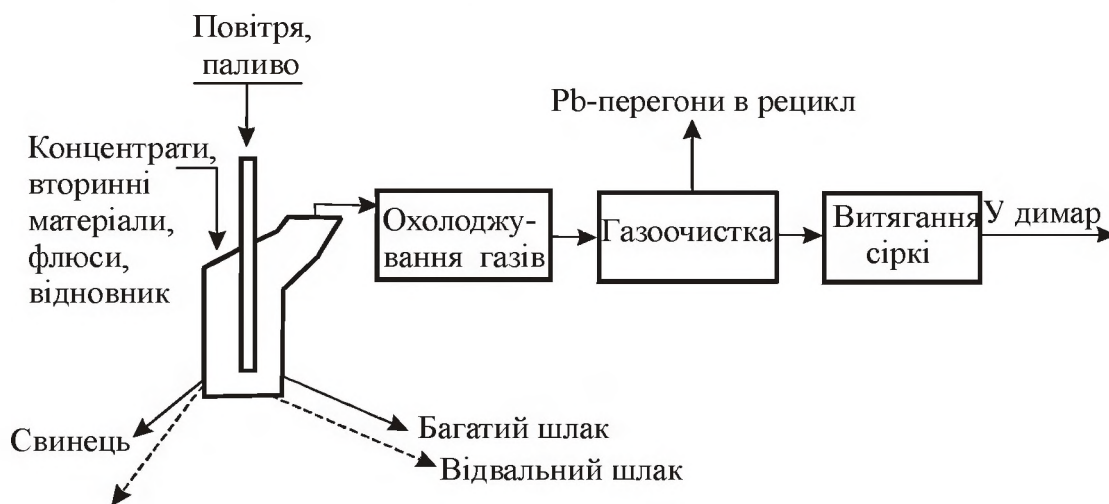 Повітря,
паливо
Pb-перегони в рецикл
Концентрати,
вторинні
матеріали,
флюси,
відновник
Охолоджу-
вання газів
Газоочистка
Витягання
сіркі
У димар
Свинець
Багатий шлак
Відвальний шлак